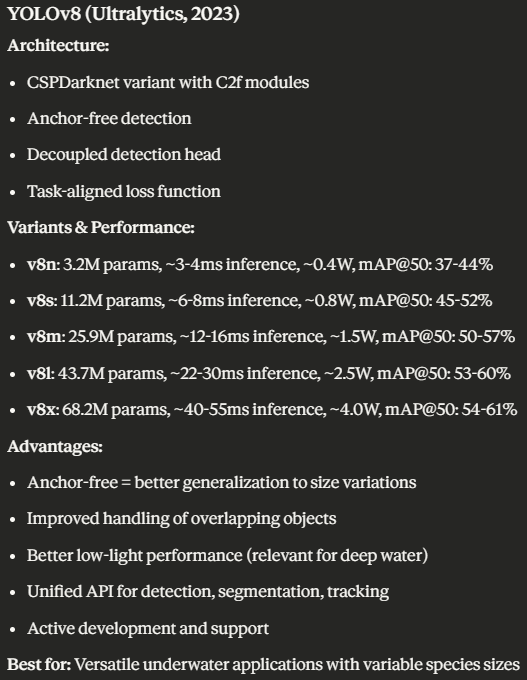 YOLOv8 (Ultralytics, 2023)
Architecture:
• CSPDarknet variant with C2f modules
• Anchor-free detection
• Decoupled detection head
• Task-aligned loss function
Variants & Performance:
• v8n: 3.2M params, ~3-4ms inference, ~0.4W, mAP@50: 37-44%
• v8s: 11.2M params, ~6-8ms inference, ~0.8W, mAP@50: 45-52%
• v8m: 25.9M params, ~12-16ms inference, ~1.5W, mAP@50: 50-57%
• v8l: 43.7M params, ~22-30ms inference, ~2.5W, mAP@50: 53-60%
• v8x: 68.2M params, ~40-55ms inference, ~4.0W, mAP@50: 54-61%
Advantages:
• Anchor-free = better generalization to size variations
• Improved handling of overlapping objects
• Better low-light performance (relevant for deep water)
• Unified API for detection, segmentation, tracking
• Active development and support
Best for: Versatile underwater applications with variable species sizes